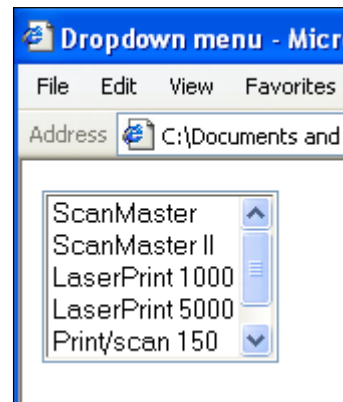 Dropdown menu - Micr
File Edit View Favorites
Address C:\Documents and
ScanMaster
ScanMaster II
LaserPrint 1000
LaserPrint 5000
Print/scan 150